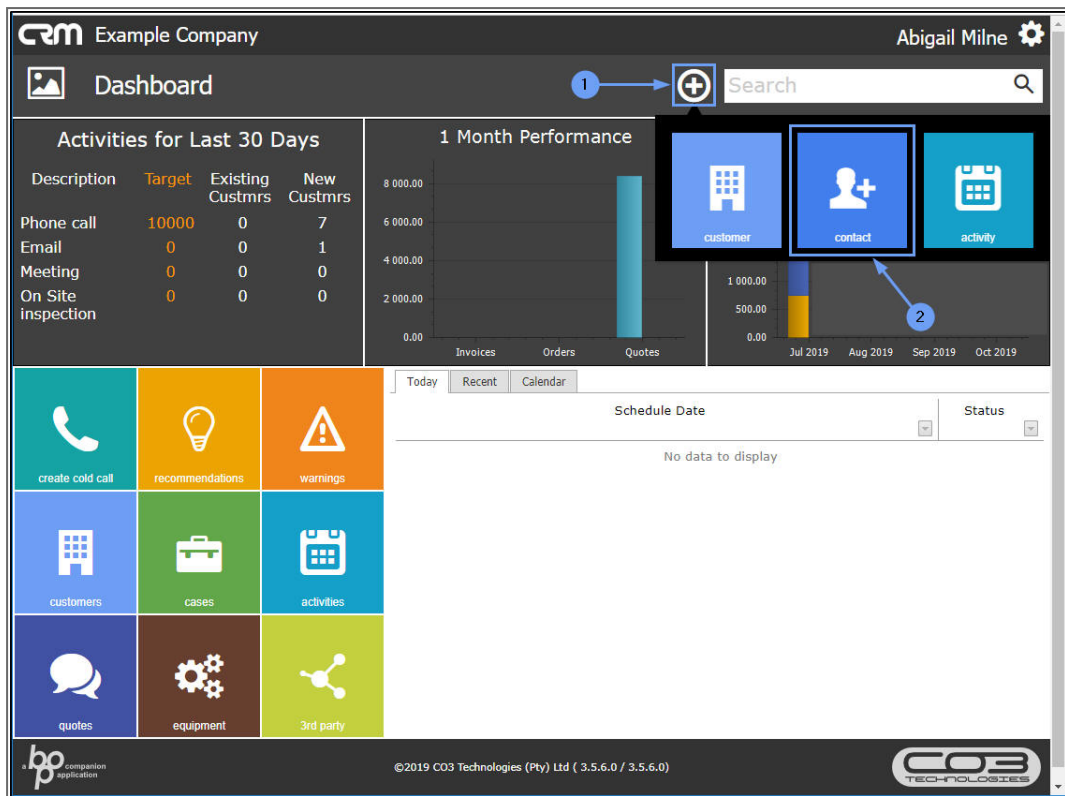 CRM Example Company
Abigail Milne
Dashboard
1
Search
Activities for Last 30 Days
Description Target Existing Custmrs New Custmrs
Phone call 10000 0 7
Email 0 0 1
Meeting 0 0 0
On Site inspection 0 0 0
1 Month Performance
8 000.00
6 000.00
4 000.00
2 000.00
0.00
Invoices Orders Quotes
customer contact activity
2
1 000.00
500.00
0.00
Jul 2019 Aug 2019 Sep 2019 Oct 2019
create cold call recommendations warnings
customers cases activities
quotes equipment 3rd party
Today Recent Calendar
Schedule Date Status
No data to display
a bpo companion application
©2019 CO3 Technologies (Pty) Ltd ( 3.5.6.0 / 3.5.6.0)
CO3 TECHNOLOGIES